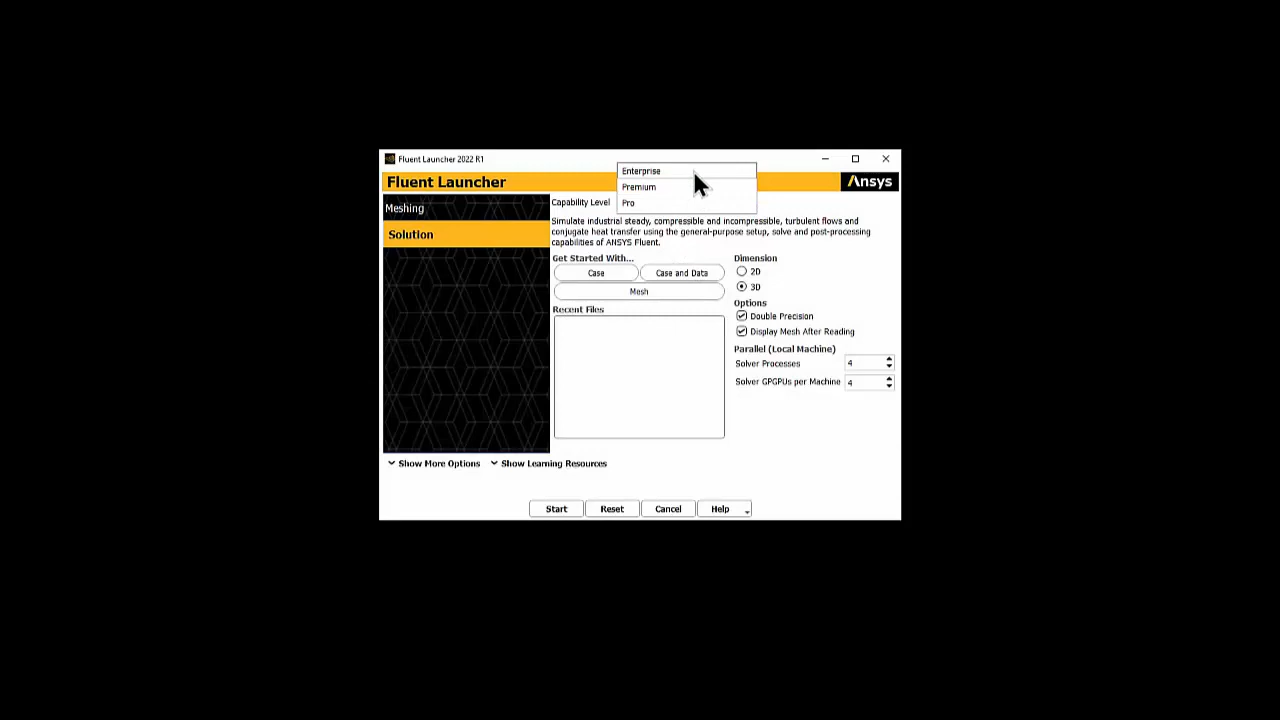 Fluent Launcher 2022 R1
Fluent Launcher
Ansys
Enterprise
Premium
Pro
Capability Level
Meshing
Solution
Simulate industrial steady, compressible and incompressible, turbulent flows and
conjugate heat transfer using the general-purpose setup, solve and post-processing
capabilities of ANSYS Fluent.
Get Started With...
Case
Case and Data
Mesh
Recent Files
Dimension
2D
3D
Options
Double Precision
Display Mesh After Reading
Parallel (Local Machine)
Solver Processes
4
Solver GPGPUs per Machine
4
Show More Options
Show Learning Resources
Start
Reset
Cancel
Help